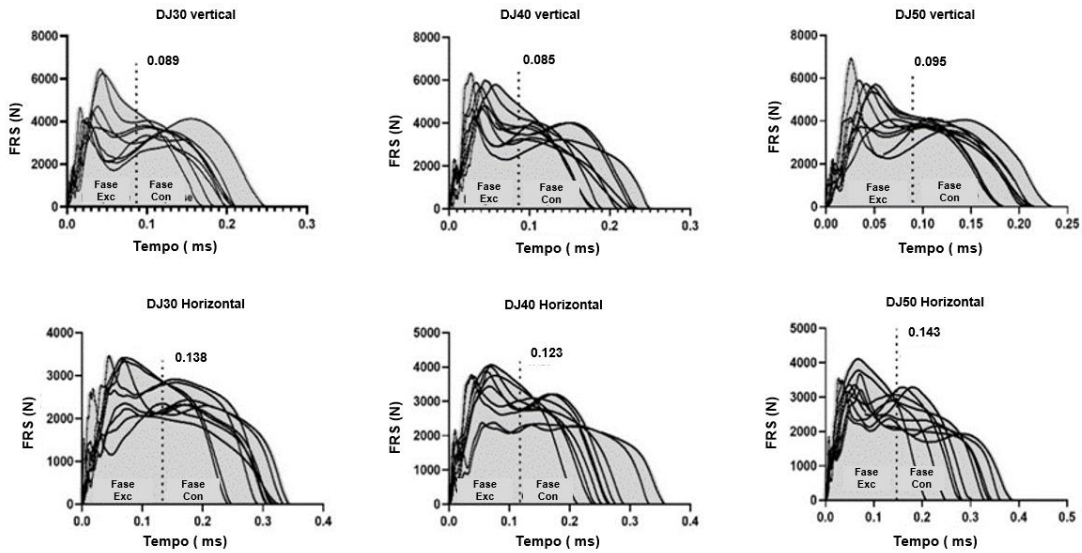 DJ30 vertical
0.089
8000
6000
4000
2000
0
FRS (N)
Fase
Exc
Fase
Con
0.0
0.1
0.2
0.3
Tempo ( ms)
DJ40 vertical
0.085
8000
6000
4000
2000
0
FRS (N)
Fase
Exc
Fase
Con
0.0
0.1
0.2
0.3
Tempo ( ms)
DJ50 vertical
0.095
8000
6000
4000
2000
0
FRS (N)
Fase
Exc
Fase
Con
0.00
0.05
0.10
0.15
0.20
0.25
Tempo ( ms)
DJ30 Horizontal
0.138
4000
3000
2000
1000
0
FRS (N)
Fase
Exc
Fase
Con
0.0
0.1
0.2
0.3
0.4
Tempo ( ms)
DJ40 Horizontal
0.123
5000
4000
3000
2000
1000
0
FRS (N)
Fase
Exc
Fase
Con
0.0
0.1
0.2
0.3
0.4
Tempo ( ms)
DJ50 Horizontal
0.143
5000
4000
3000
2000
1000
0
FRS (N)
Fase
Exc
Fase
Con
0.0
0.1
0.2
0.3
0.4
0.5
Tempo ( ms)